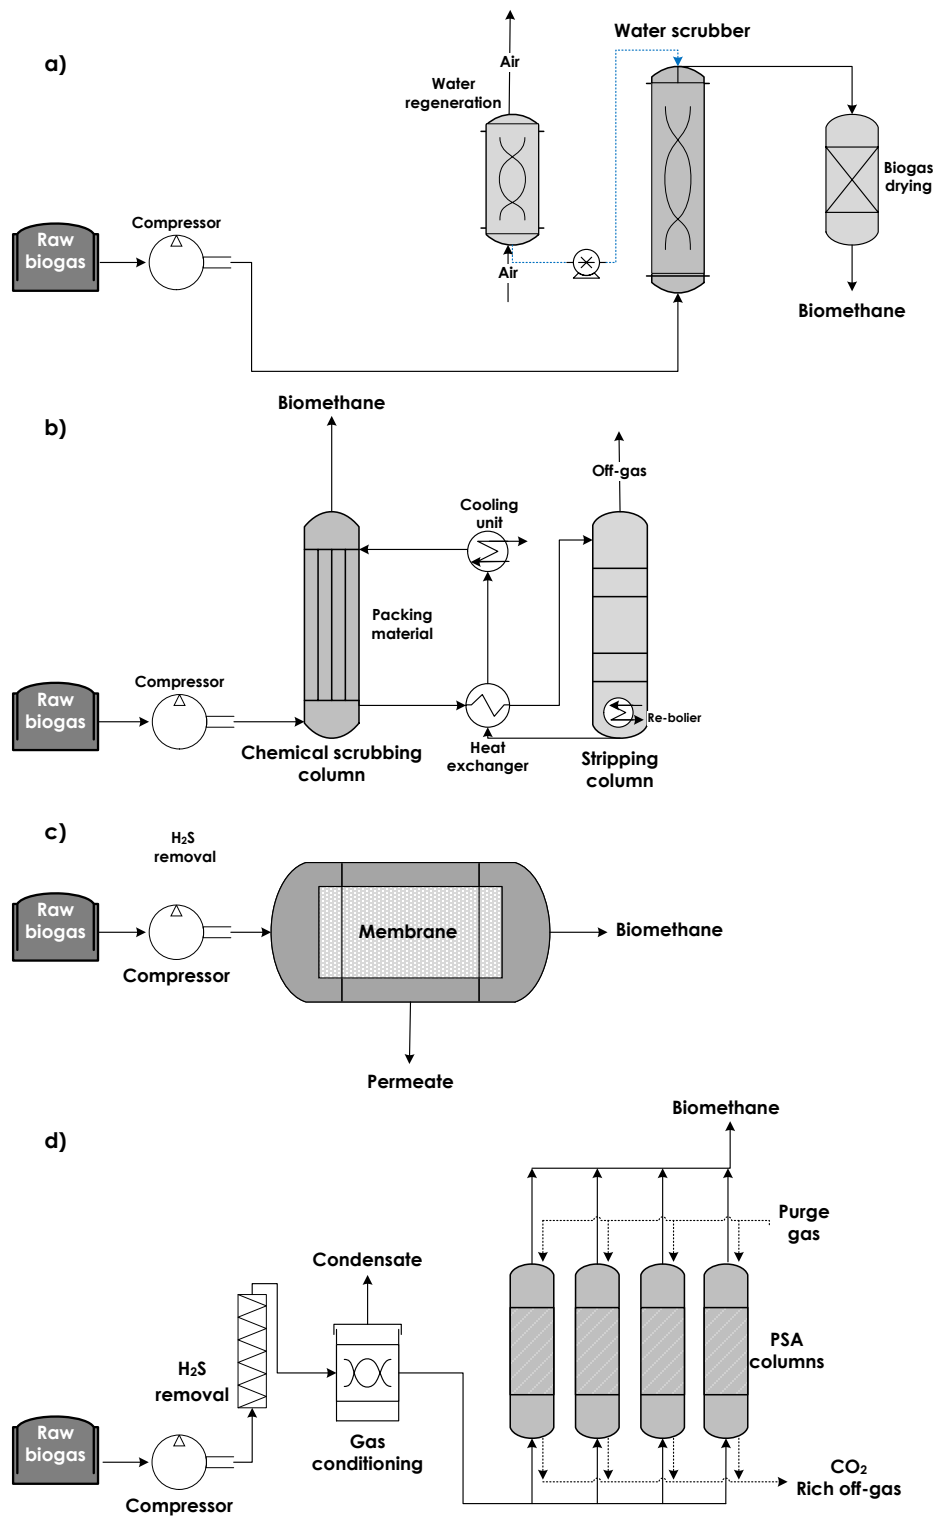 a)
Water scrubber
Air
Water
regeneration
Biogas
drying
Compressor
Raw
biogas
Air
Biomethane
b)
Biomethane
Off-gas
Cooling
unit
Packing
material
Compressor
Raw
biogas
Re-bolier
Chemical scrubbing
column
Heat
exchanger
Stripping
column
c)
H₂S
removal
Raw
biogas
Membrane
Biomethane
Compressor
Permeate
d)
Biomethane
Purge
gas
Condensate
PSA
columns
H₂S
removal
Raw
biogas
Gas
conditioning
Compressor
CO₂
Rich off-gas